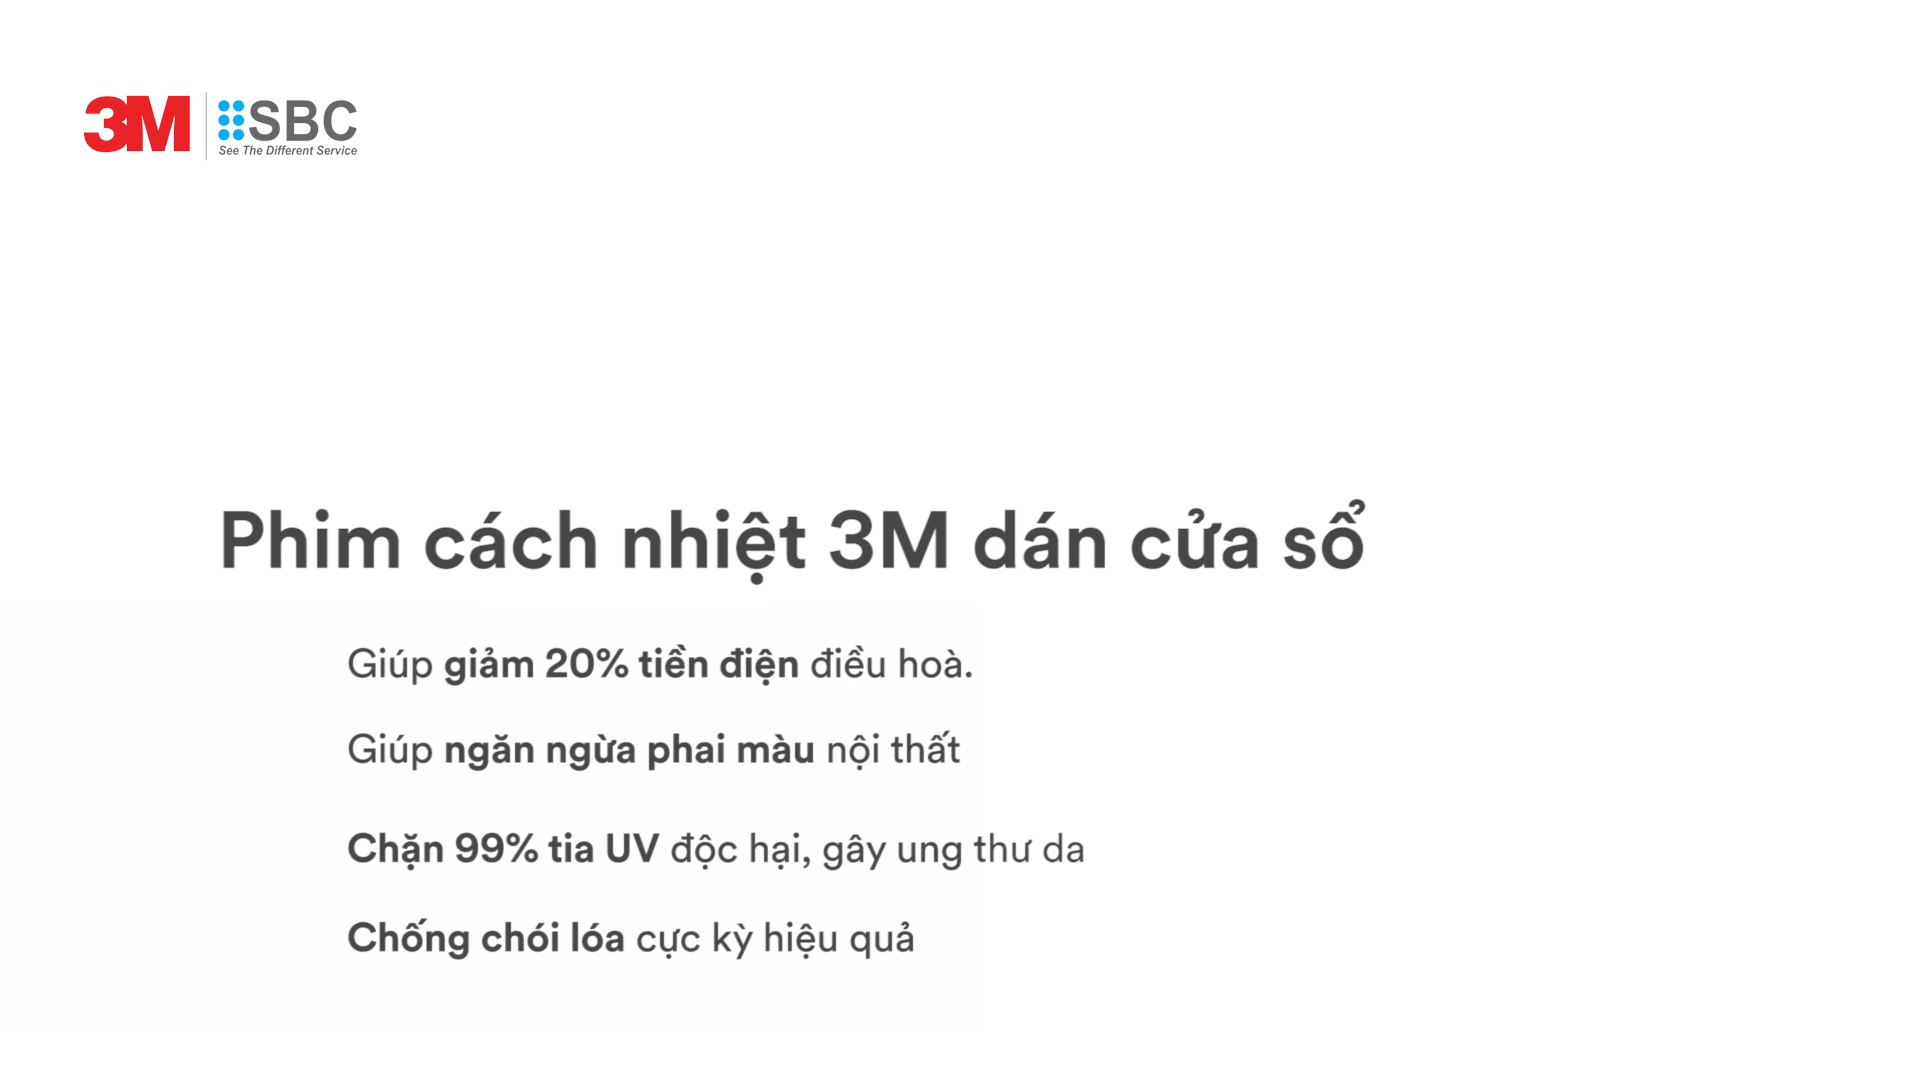 3M SBC
See The Different Service
Phim cách nhiệt 3M dán cửa sổ
Giúp giảm 20% tiền điện điều hoà.
Giúp ngăn ngừa phai màu nội thất
Chặn 99% tia UV độc hại, gây ung thư da
Chống chói lóa cực kỳ hiệu quả